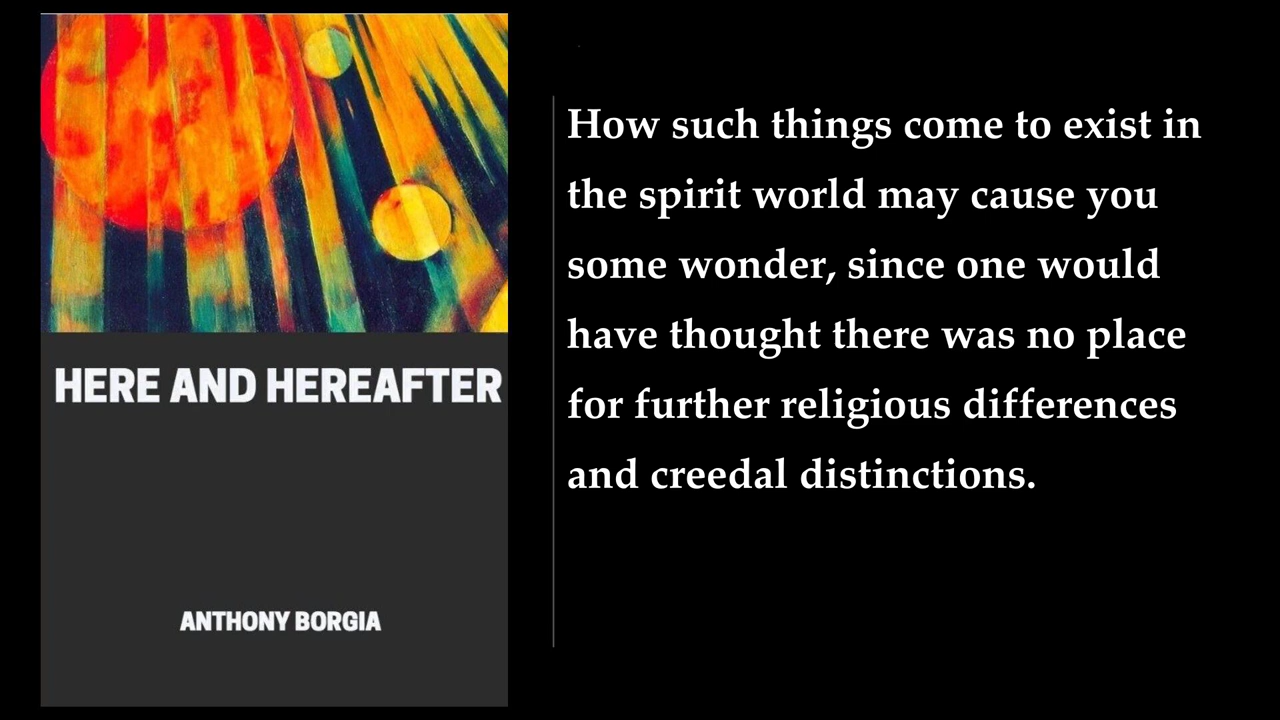 HERE AND HEREAFTER
ANTHONY BORGIA
How such things come to exist in
the spirit world may cause you
some wonder, since one would
have thought there was no place
for further religious differences
and creedal distinctions.